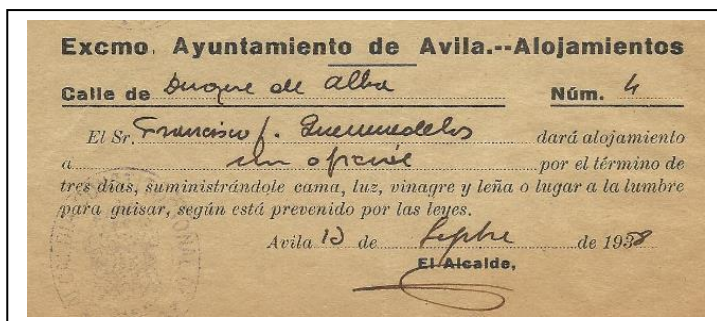 Excmo. Ayuntamiento de Avila.--Alojamientos
Calle de Duque de Alba Núm. 4
El Sr. Francisco J. dará alojamiento
a un oficial por el término de
tres días, suministrándole cama, luz, vinagre y leña o lugar a la lumbre
para guisar, según está prevenido por las leyes.
Avila 13 de Septbre de 1938
El Alcalde,